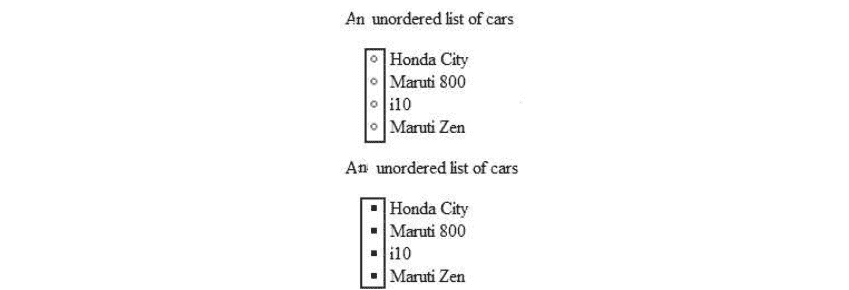 An unordered list of cars
Honda City
Maruti 800
i10
Maruti Zen
An unordered list of cars
Honda City
Maruti 800
i10
Maruti Zen